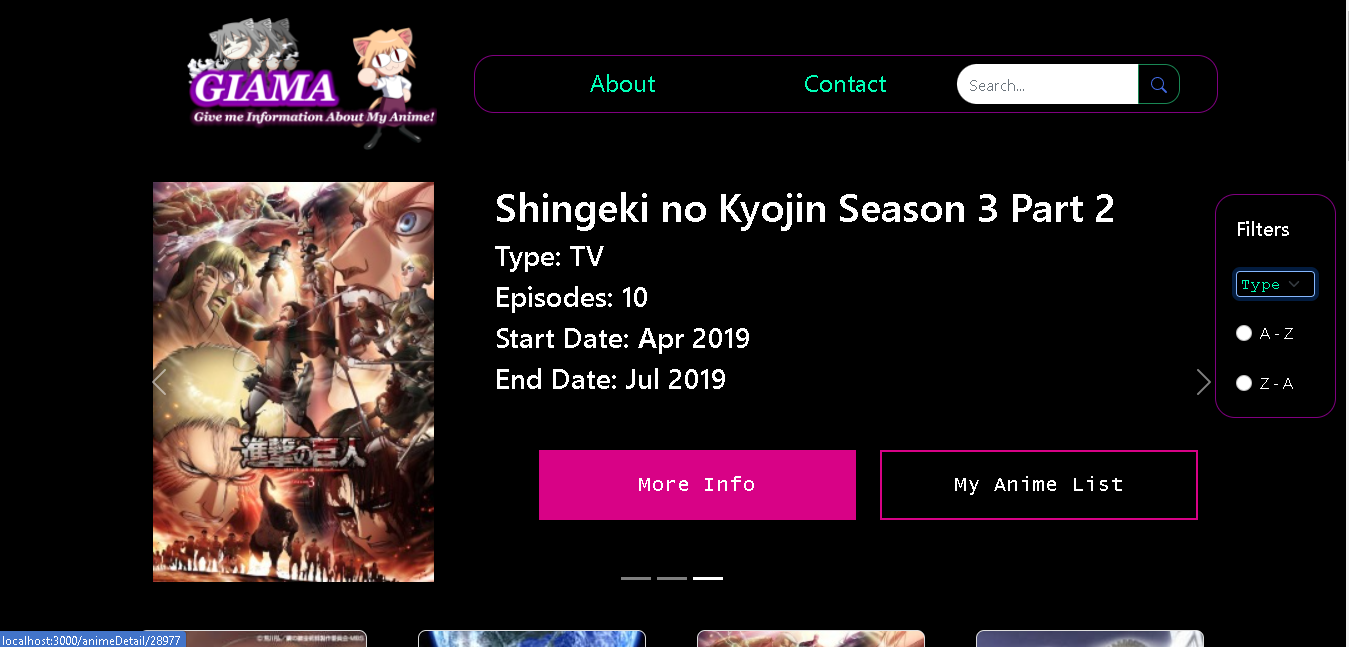 GIAMA
Give me Information About My Anime!
About
Contact
Search...
Shingeki no Kyojin Season 3 Part 2
Type: TV
Episodes: 10
Start Date: Apr 2019
End Date: Jul 2019
Filters
Type
A - Z
Z - A
進撃の巨人
3
More Info
My Anime List
localhost:3000/animeDetail/28977